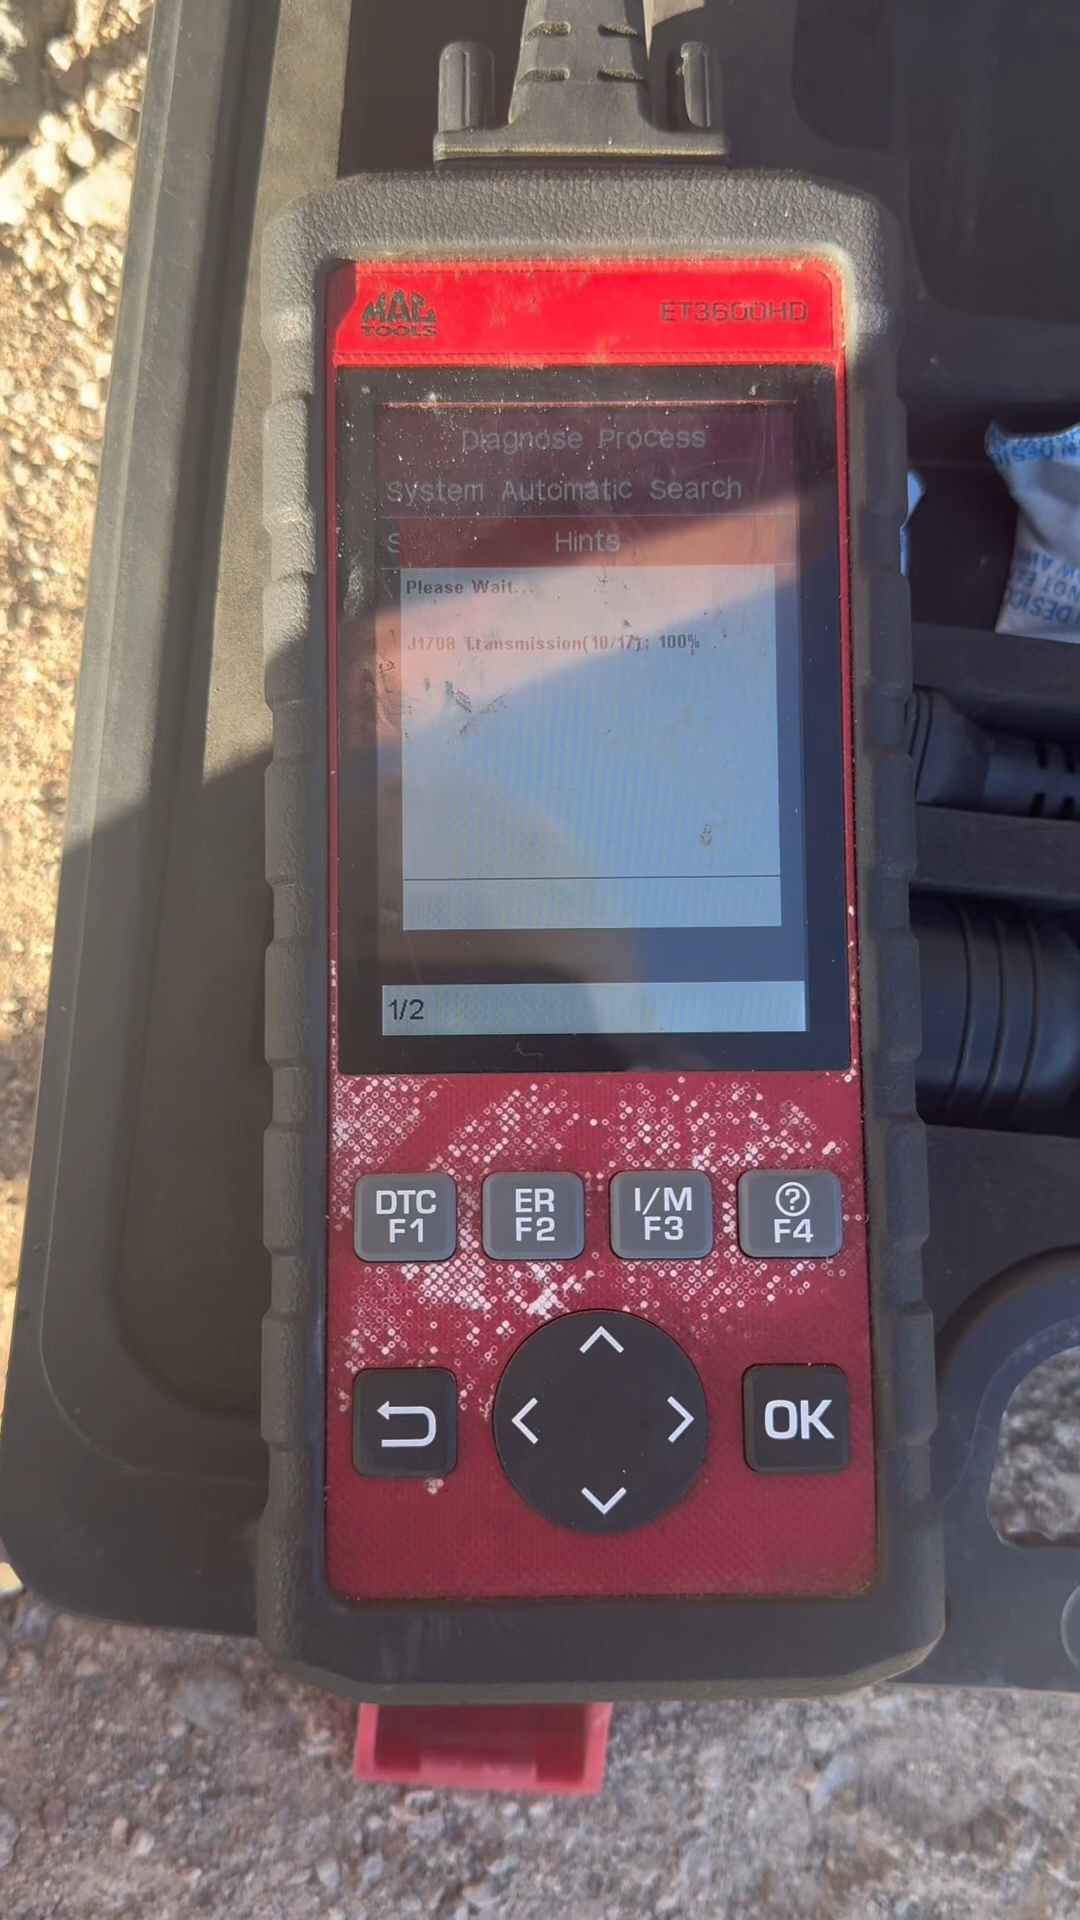 MAC
TOOLS
ET3600HD
Diagnose Process
System Automatic Search
S
Hints
Please Wait...
J1708 Transmission(10/17): 100%
1/2
DTC
F1
ER
F2
I/M
F3
?
F4
OK